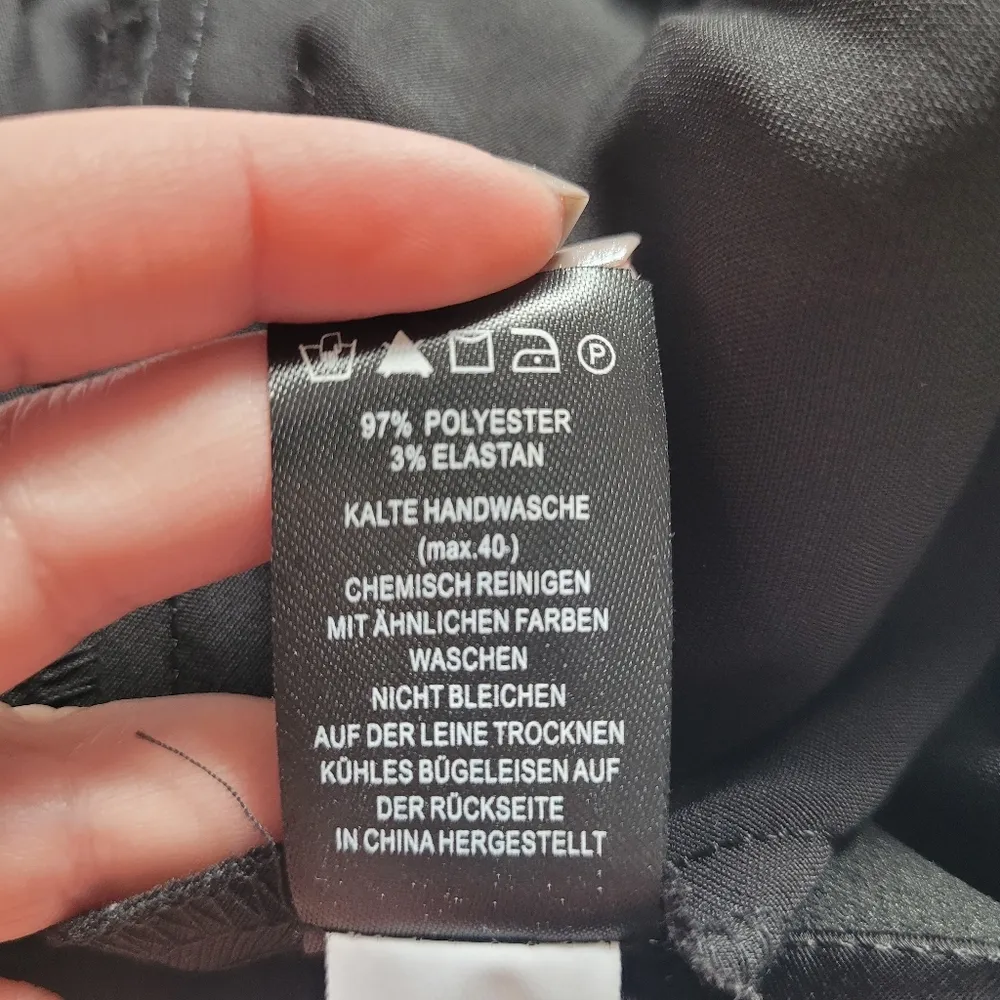 P
97% POLYESTER
3% ELASTAN
KALTE HANDWASCHE
(max.40·)
CHEMISCH REINIGEN
MIT ÄHNLICHEN FARBEN
WASCHEN
NICHT BLEICHEN
AUF DER LEINE TROCKNEN
KÜHLES BÜGELEISEN AUF
DER RÜCKSEITE
IN CHINA HERGESTELLT